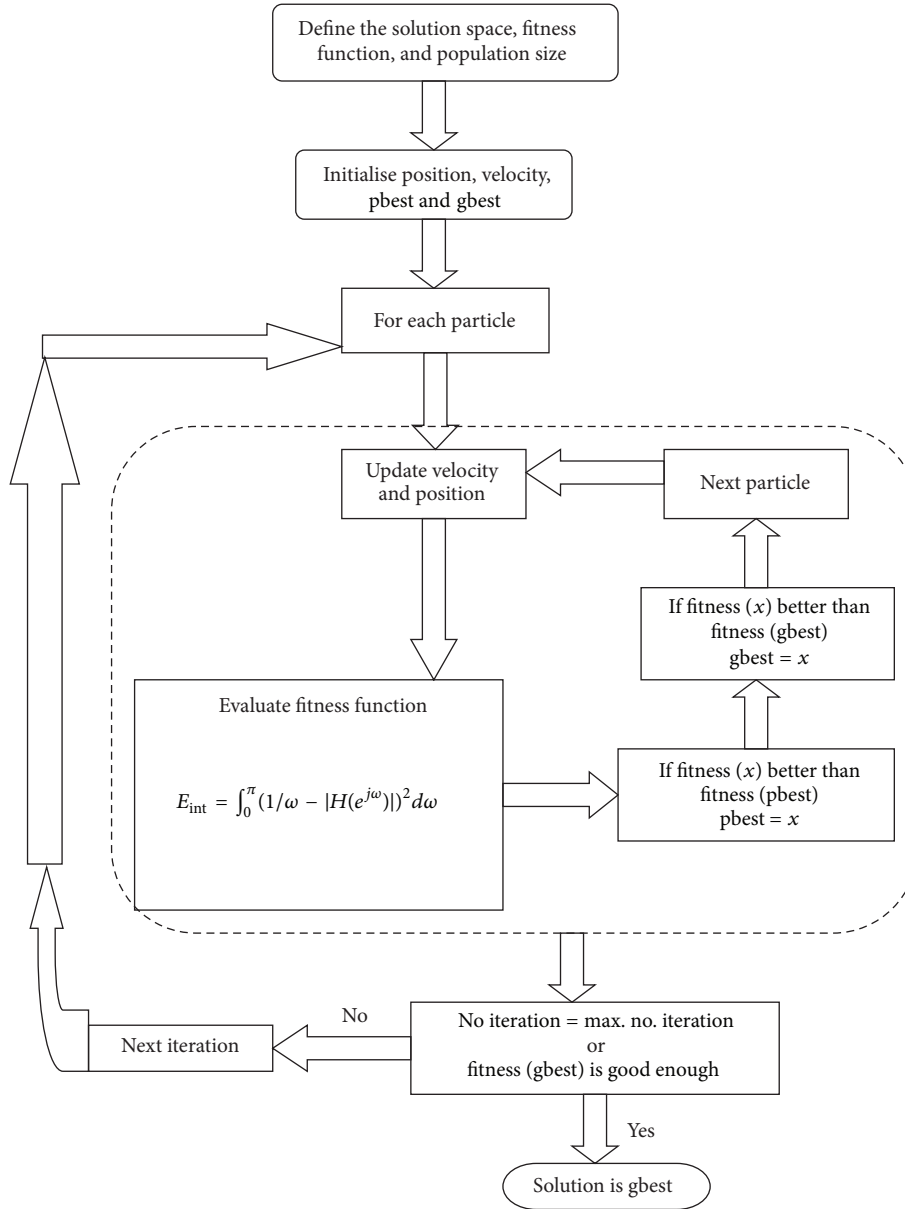 Define the solution space, fitness
function, and population size
Initialise position, velocity,
pbest and gbest
For each particle
Update velocity
and position
Next particle
If fitness (x) better than
fitness (gbest)
gbest = x
Evaluate fitness function
E_int = ∫_0^π (1/ω − |H(e^{jω})|)^2 dω
If fitness (x) better than
fitness (pbest)
pbest = x
No iteration = max. no. iteration
or
fitness (gbest) is good enough
No
Next iteration
Yes
Solution is gbest